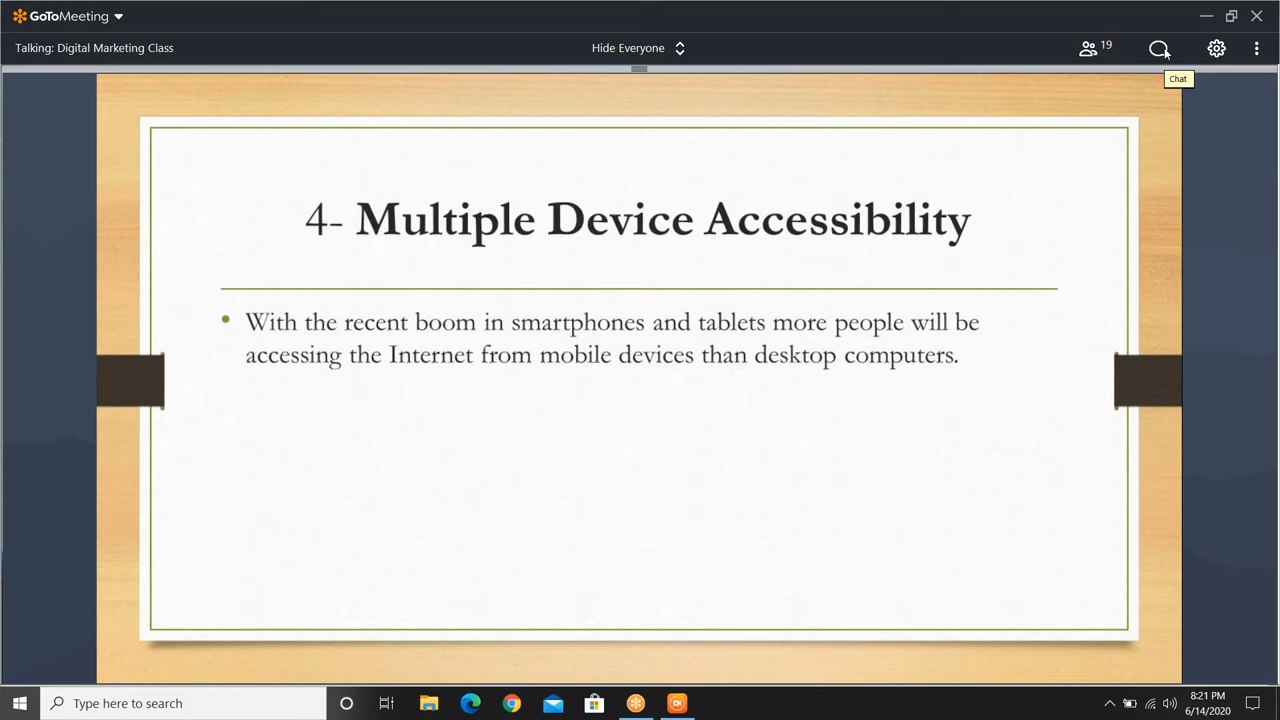 GoToMeeting
Talking: Digital Marketing Class
Hide Everyone
19
Chat
4- Multiple Device Accessibility
• With the recent boom in smartphones and tablets more people will be
accessing the Internet from mobile devices than desktop computers.
Type here to search
8:21 PM
6/14/2020